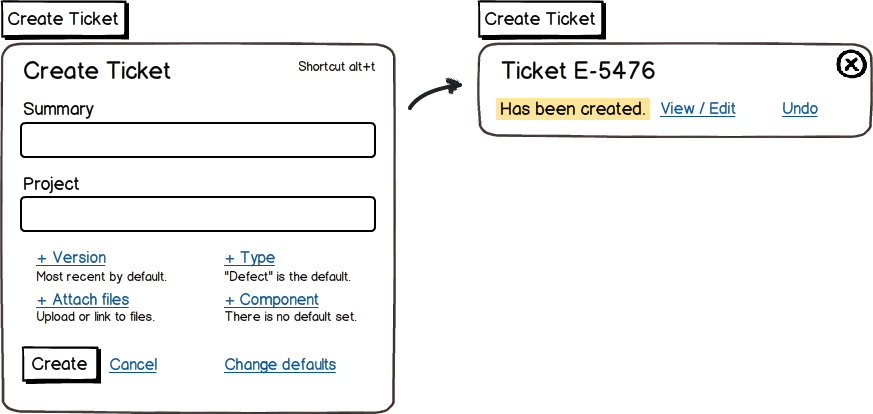 Create Ticket
Create Ticket
Shortcut alt+t
Summary
Project
+ Version
Most recent by default.
+ Type
"Defect" is the default.
+ Attach files
Upload or link to files.
+ Component
There is no default set.
Create
Cancel
Change defaults
Create Ticket
Ticket E-5476
Has been created.
View / Edit
Undo